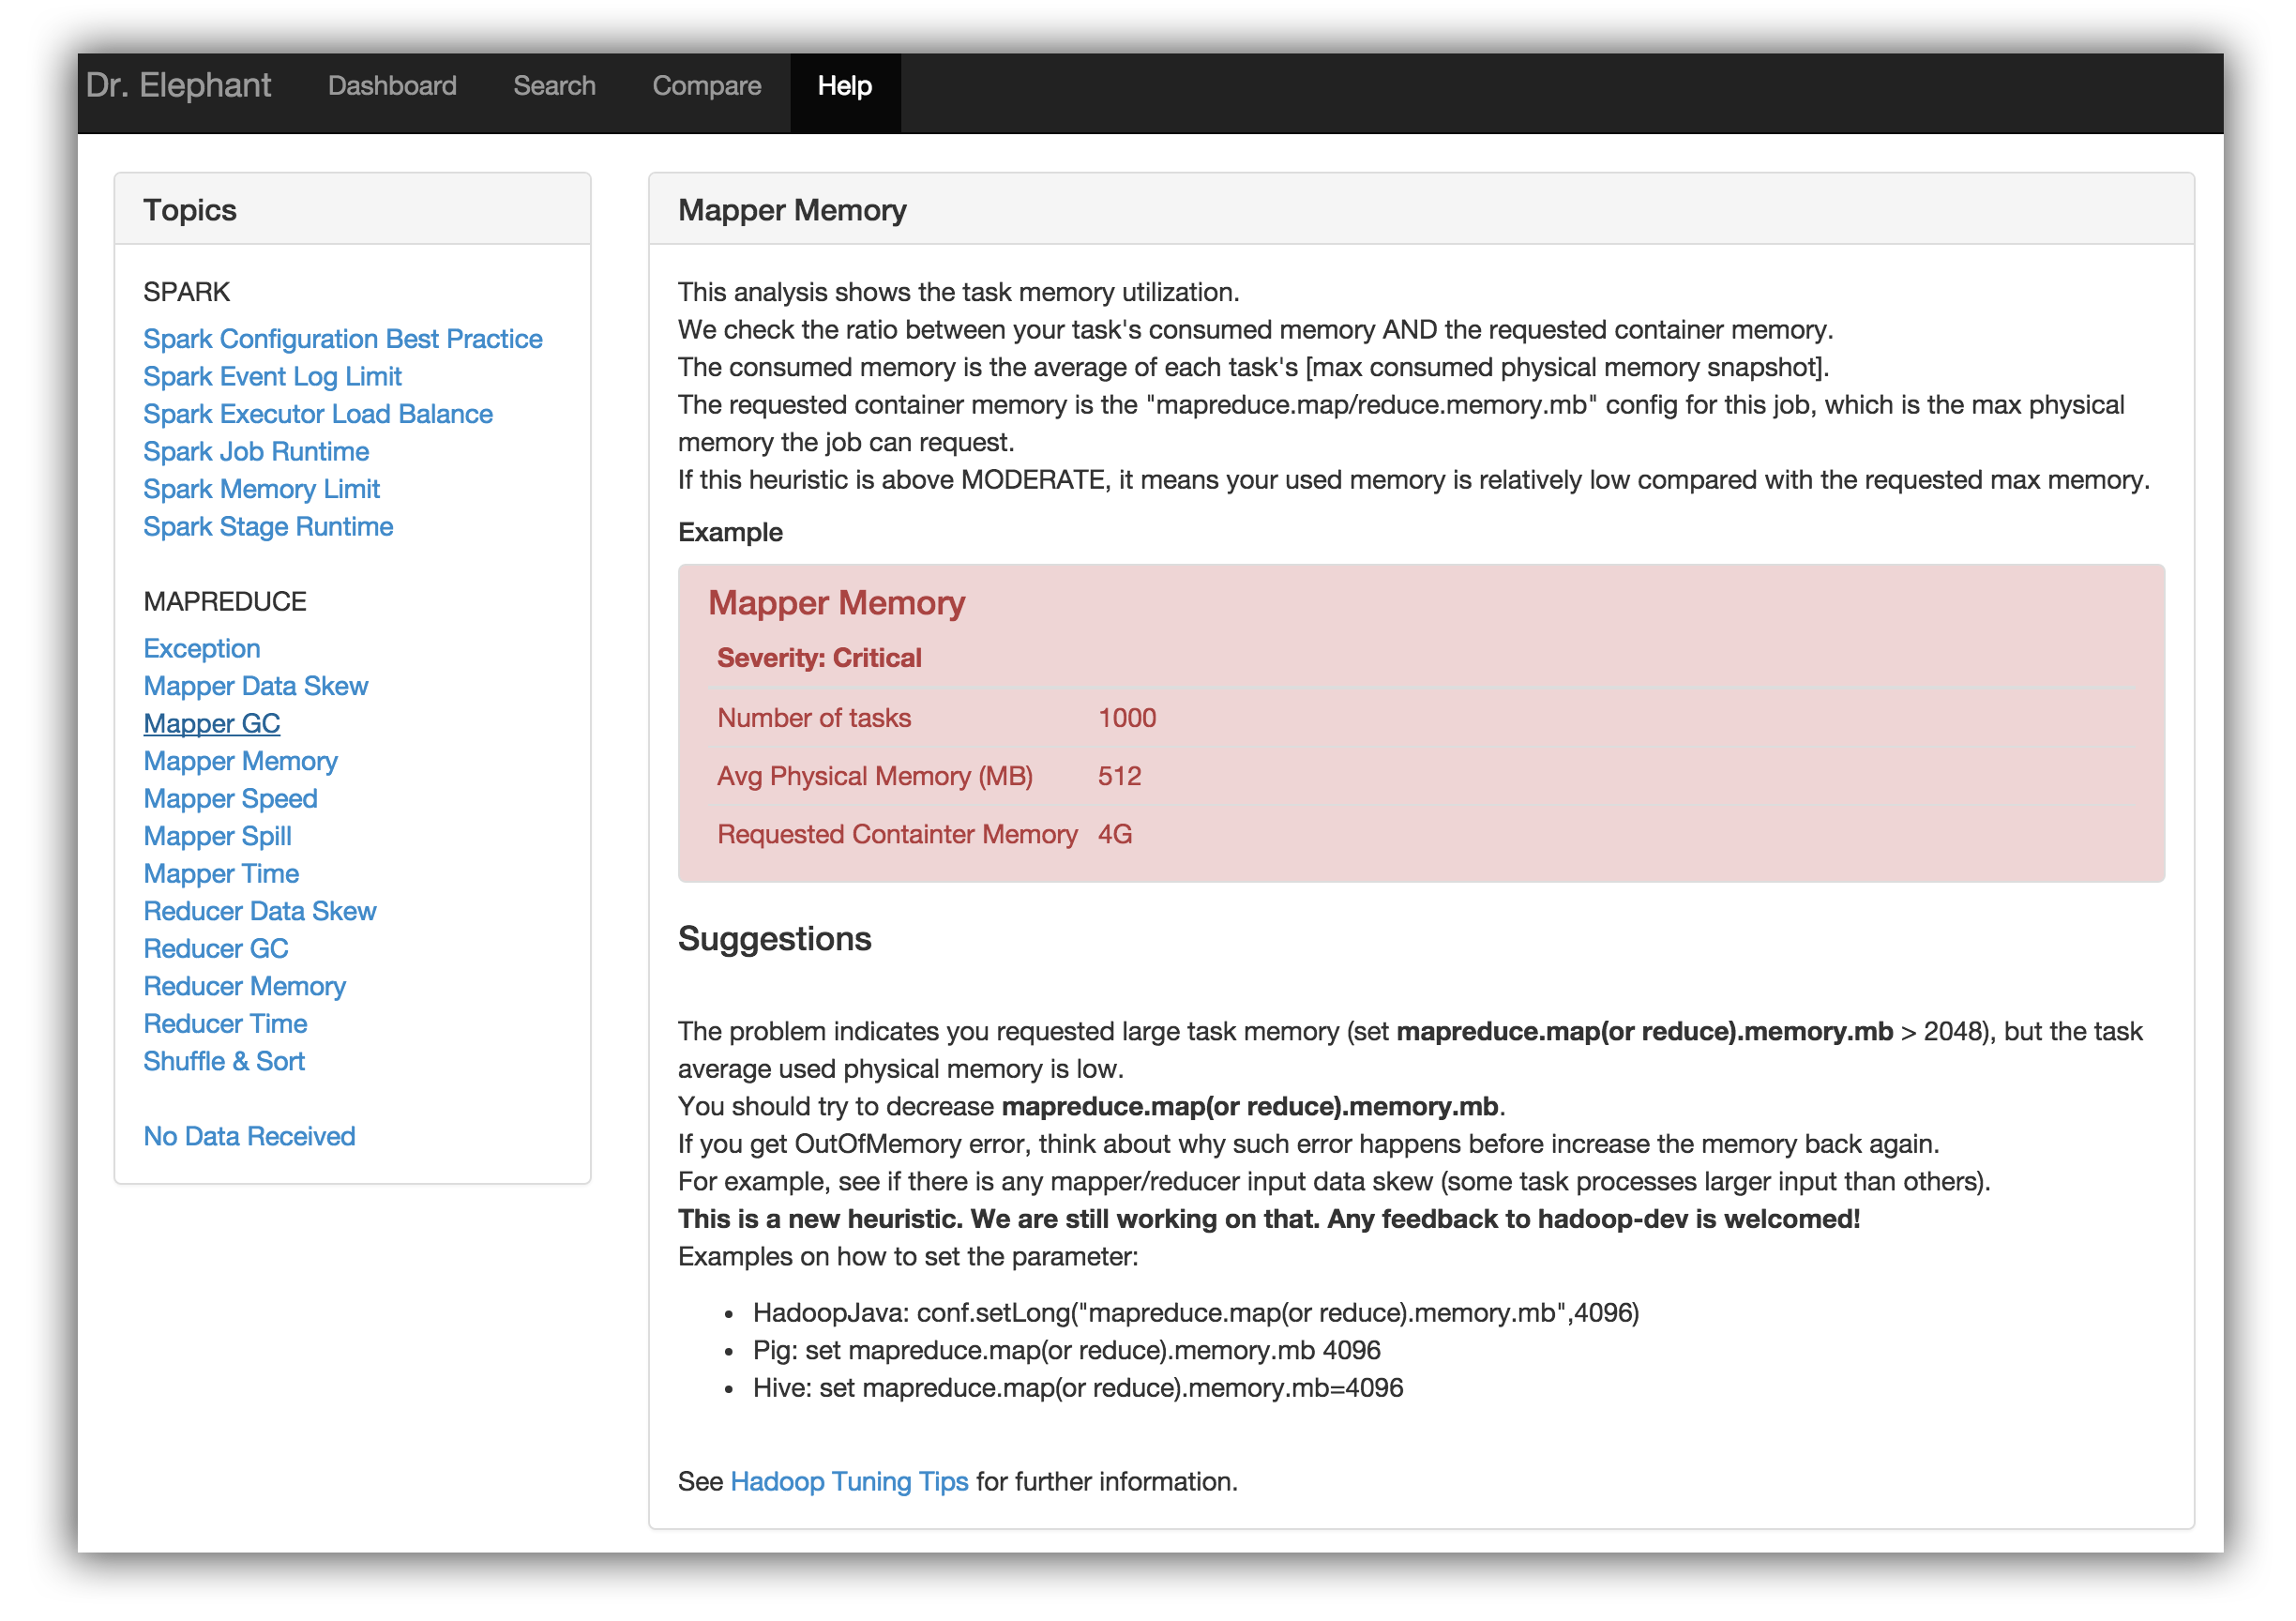 Dr. Elephant Dashboard Search Compare Help
Topics
SPARK
Spark Configuration Best Practice
Spark Event Log Limit
Spark Executor Load Balance
Spark Job Runtime
Spark Memory Limit
Spark Stage Runtime
MAPREDUCE
Exception
Mapper Data Skew
Mapper GC
Mapper Memory
Mapper Speed
Mapper Spill
Mapper Time
Reducer Data Skew
Reducer GC
Reducer Memory
Reducer Time
Shuffle & Sort
No Data Received
Mapper Memory
This analysis shows the task memory utilization.
We check the ratio between your task's consumed memory AND the requested container memory.
The consumed memory is the average of each task's [max consumed physical memory snapshot].
The requested container memory is the "mapreduce.map/reduce.memory.mb" config for this job, which is the max physical
memory the job can request.
If this heuristic is above MODERATE, it means your used memory is relatively low compared with the requested max memory.
Example
Mapper Memory
Severity: Critical
Number of tasks 1000
Avg Physical Memory (MB) 512
Requested Containter Memory 4G
Suggestions
The problem indicates you requested large task memory (set mapreduce.map(or reduce).memory.mb > 2048), but the task
average used physical memory is low.
You should try to decrease mapreduce.map(or reduce).memory.mb.
If you get OutOfMemory error, think about why such error happens before increase the memory back again.
For example, see if there is any mapper/reducer input data skew (some task processes larger input than others).
This is a new heuristic. We are still working on that. Any feedback to hadoop-dev is welcomed!
Examples on how to set the parameter:
• HadoopJava: conf.setLong("mapreduce.map(or reduce).memory.mb",4096)
• Pig: set mapreduce.map(or reduce).memory.mb 4096
• Hive: set mapreduce.map(or reduce).memory.mb=4096
See Hadoop Tuning Tips for further information.